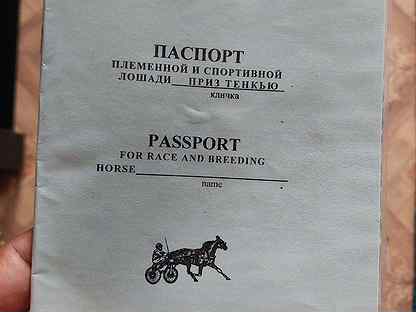 ПАСПОРТ
ПЛЕМЕННОЙ И СПОРТИВНОЙ
ЛОШАДИ ПРИЗ ТЕНКЬЮ
кличка
PASSPORT
FOR RACE AND BREEDING
HORSE
name